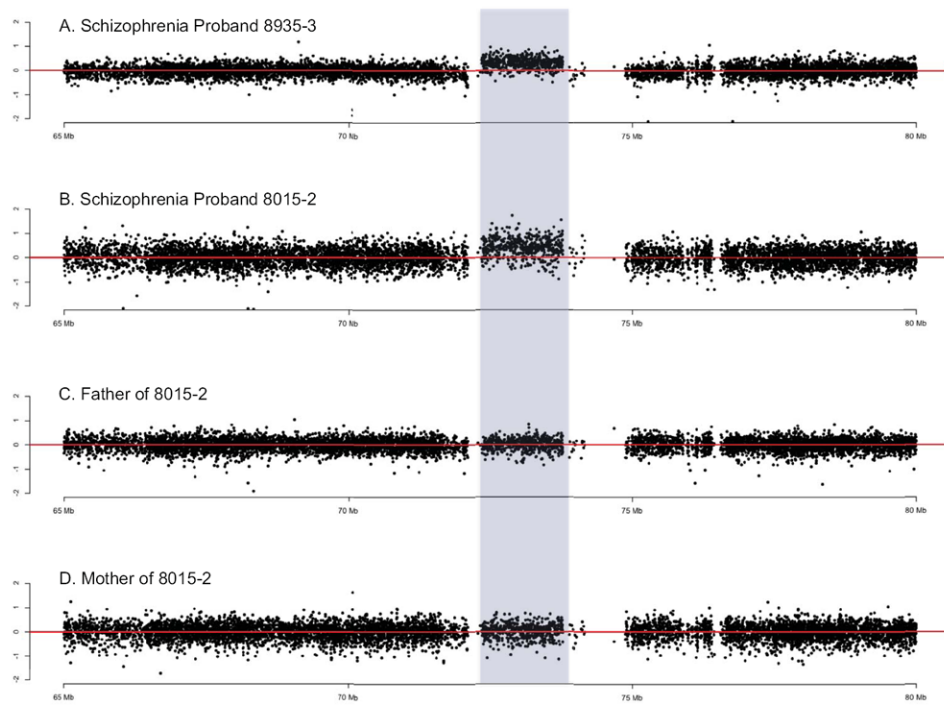 A. Schizophrenia Proband 8935-3
2
1
0
-1
-2
65 Mb 70 Mb 75 Mb 80 Mb
B. Schizophrenia Proband 8015-2
2
1
0
-1
-2
65 Mb 70 Mb 75 Mb 80 Mb
C. Father of 8015-2
2
1
0
-1
-2
65 Mb 70 Mb 75 Mb 80 Mb
D. Mother of 8015-2
2
1
0
-1
-2
65 Mb 70 Mb 75 Mb 80 Mb